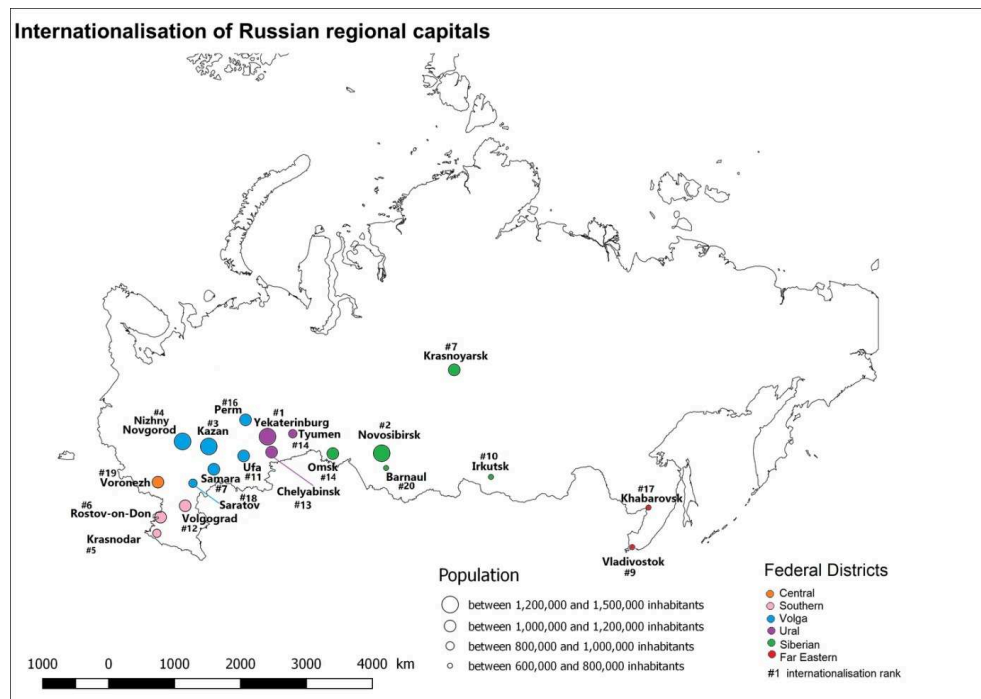 Internationalisation of Russian regional capitals
#7
Krasnoyarsk
#16
Perm
#1
Yekaterinburg
#4
Nizhny
Novgorod
#3
Kazan
Tyumen
#14
#2
Novosibirsk
Ufa
#11
Omsk
#14
Barnaul
#20
#10
Irkutsk
#19
Voronezh
Samara
#7
Chelyabinsk
#13
#18
Saratov
#17
Khabarovsk
#6
Rostov-on-Don
Volgograd
#12
Krasnodar
#5
Vladivostok
#9
Population
between 1,200,000 and 1,500,000 inhabitants
between 1,000,000 and 1,200,000 inhabitants
between 800,000 and 1,000,000 inhabitants
between 600,000 and 800,000 inhabitants
Federal Districts
Central
Southern
Volga
Ural
Siberian
Far Eastern
#1 internationalisation rank
1000 0 1000 2000 3000 4000 km